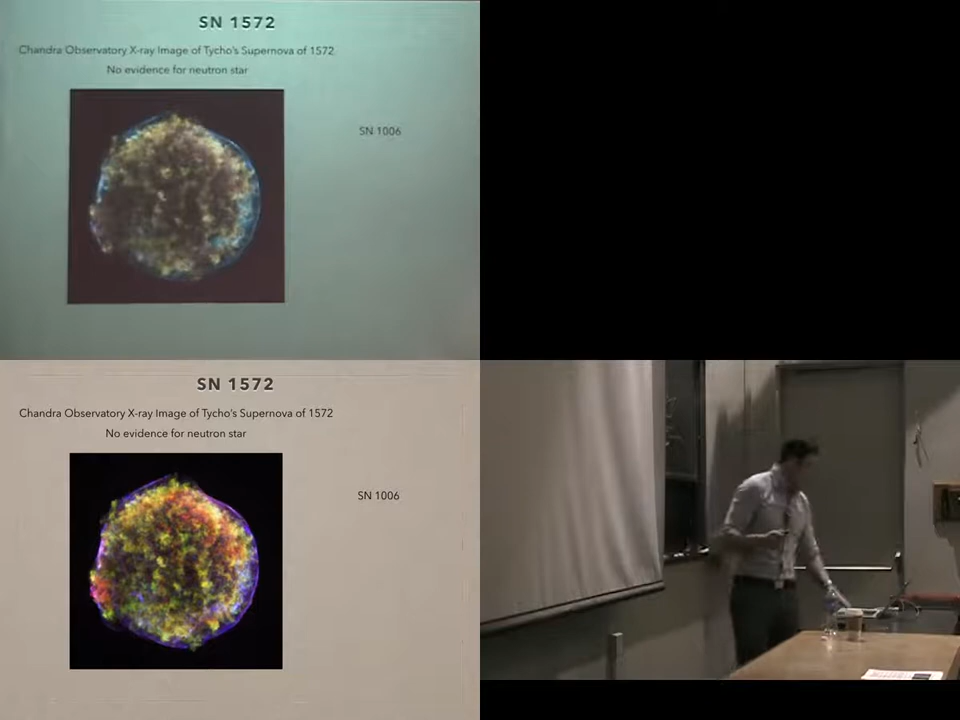 SN 1572
Chandra Observatory X-ray Image of Tycho's Supernova of 1572
No evidence for neutron star
SN 1006
SN 1572
Chandra Observatory X-ray Image of Tycho's Supernova of 1572
No evidence for neutron star
SN 1006